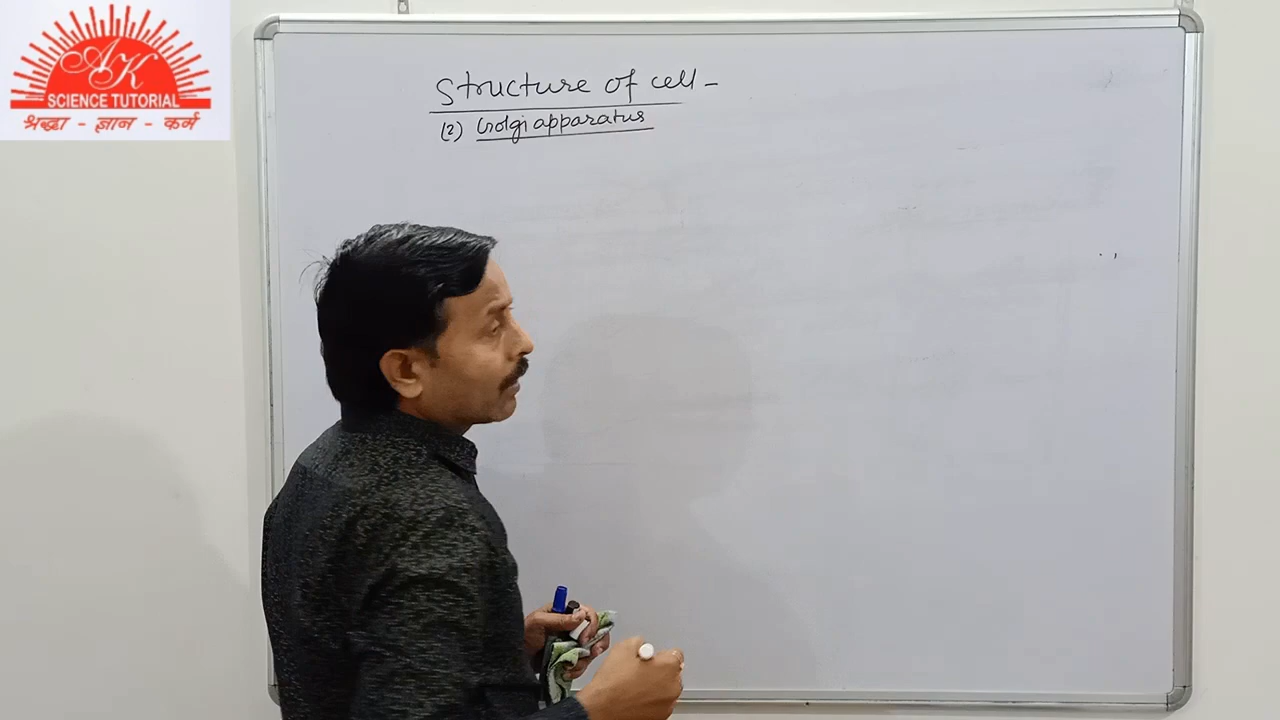 AK
SCIENCE TUTORIAL
श्रद्धा - ज्ञान - कर्म
Structure of cell -
(2) Golgi apparatus